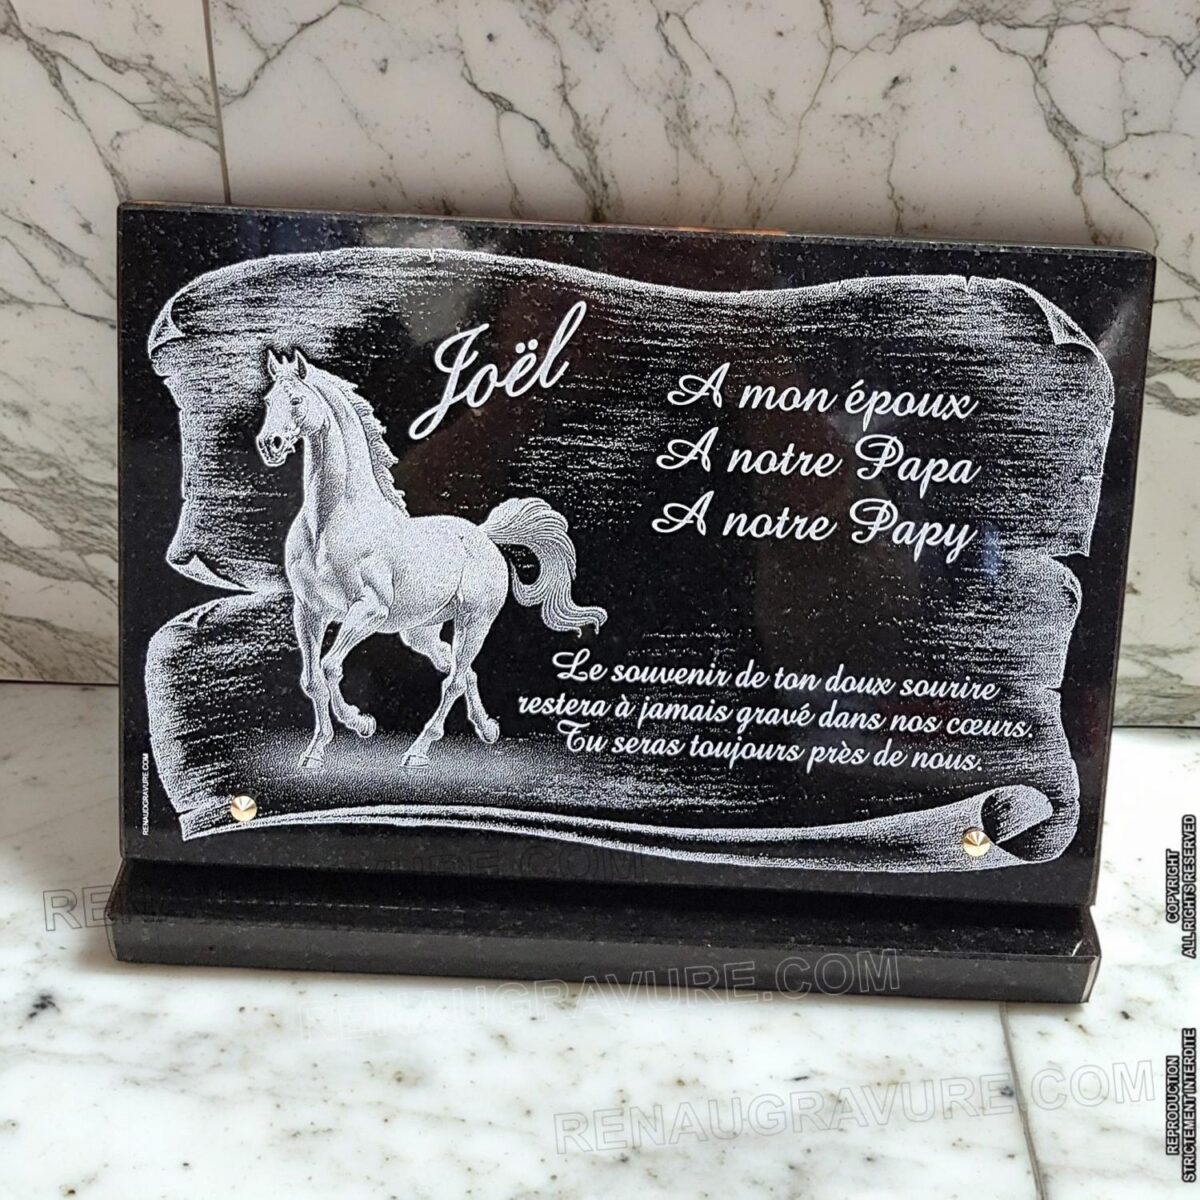 Joël
A mon époux
A notre Papa
A notre Papy
Le souvenir de ton doux sourire
restera à jamais gravé dans nos cœurs.
Tu seras toujours près de nous.
RENAUDGRAVURE.COM
RENAUGRAVURE.COM
RENAUGRAVURE.COM
RENAUGRAVURE.COM
COPYRIGHT
ALL RIGHTS RESERVED
REPRODUCTION
STRICTEMENT INTERDITE